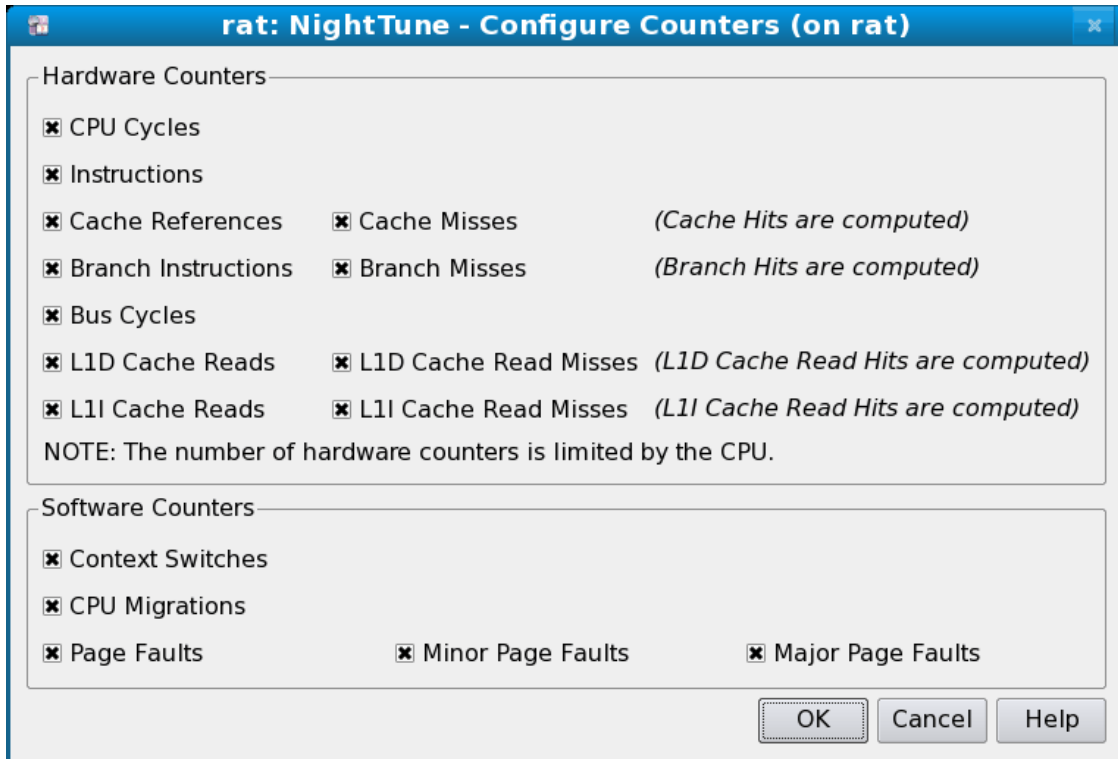 rat: NightTune - Configure Counters (on rat)
Hardware Counters
CPU Cycles
Instructions
Cache References Cache Misses (Cache Hits are computed)
Branch Instructions Branch Misses (Branch Hits are computed)
Bus Cycles
L1D Cache Reads L1D Cache Read Misses (L1D Cache Read Hits are computed)
L1I Cache Reads L1I Cache Read Misses (L1I Cache Read Hits are computed)
NOTE: The number of hardware counters is limited by the CPU.
Software Counters
Context Switches
CPU Migrations
Page Faults Minor Page Faults Major Page Faults
OK Cancel Help